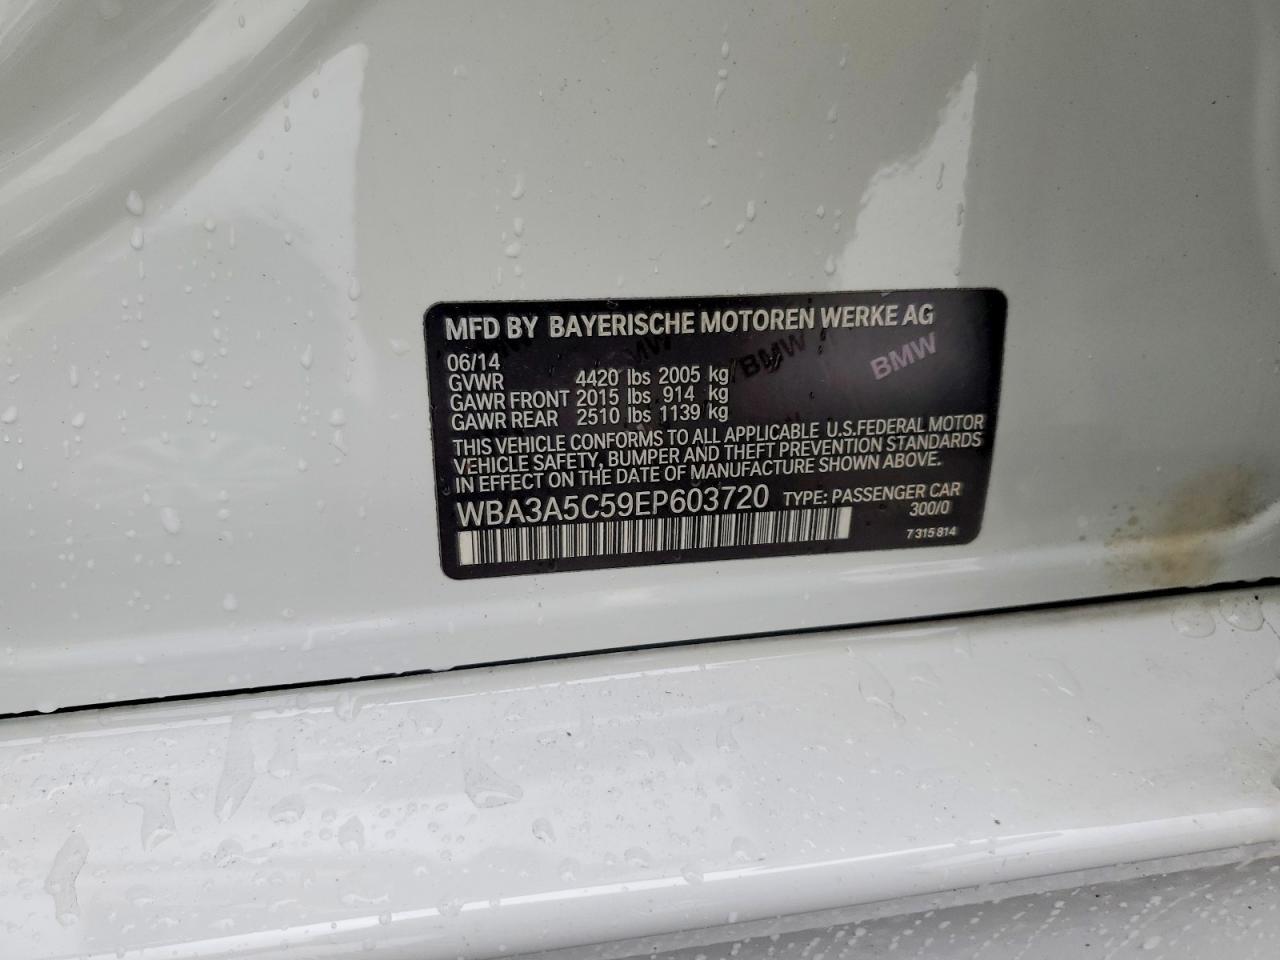 MFD BY BAYERISCHE MOTOREN WERKE AG
06/14
GVWR 4420 lbs 2005 kg
GAWR FRONT 2015 lbs 914 kg
GAWR REAR 2510 lbs 1139 kg
BMW
BMW
THIS VEHICLE CONFORMS TO ALL APPLICABLE U.S.FEDERAL MOTOR
VEHICLE SAFETY, BUMPER AND THEFT PREVENTION STANDARDS
IN EFFECT ON THE DATE OF MANUFACTURE SHOWN ABOVE.
WBA3A5C59EP603720 TYPE: PASSENGER CAR
300/0
7 315 814